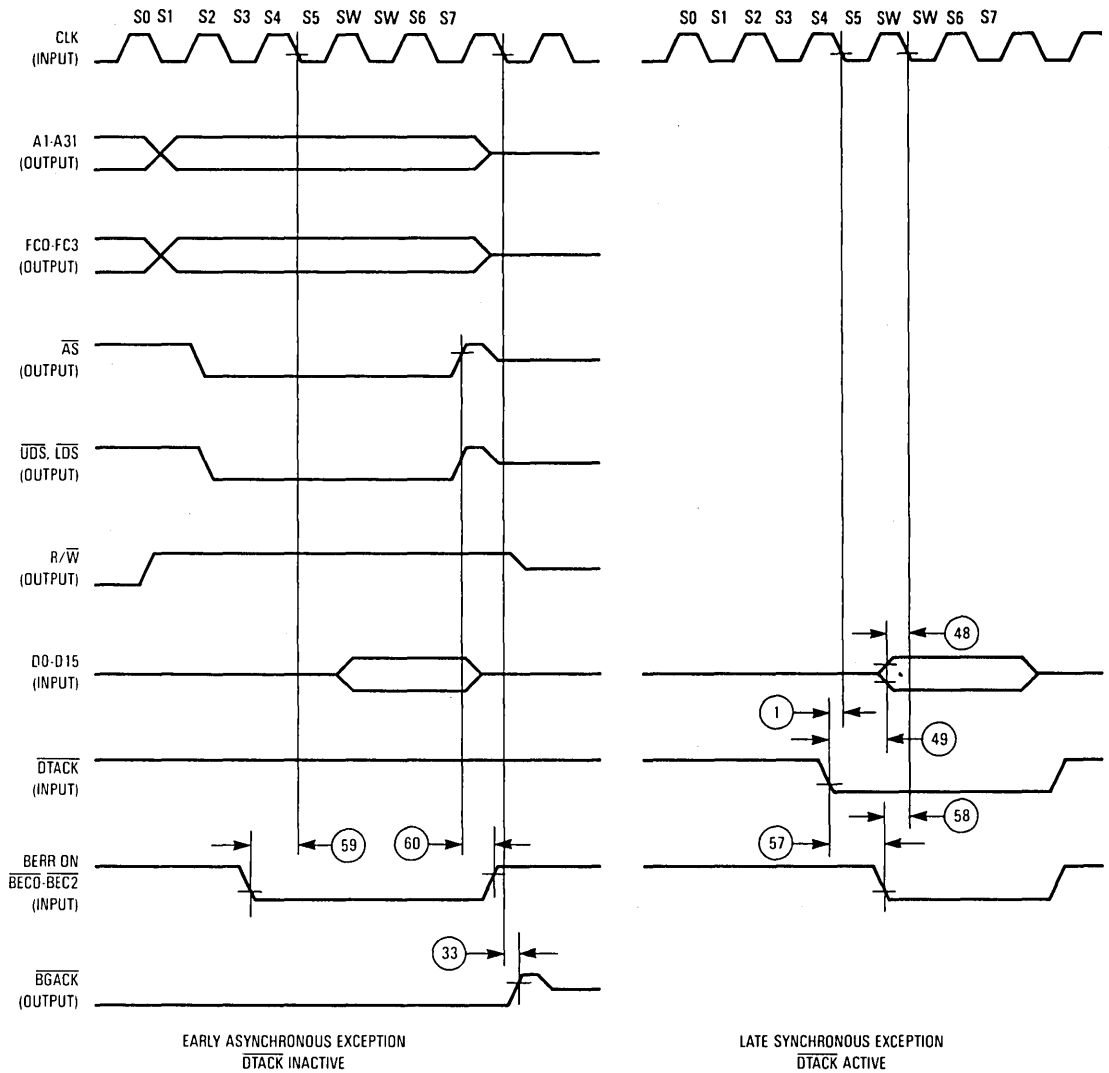 S0 S1 S2 S3 S4 S5 SW SW S6 S7
S0 S1 S2 S3 S4 S5 SW SW S6 S7
CLK
(INPUT)
A1-A31
(OUTPUT)
FC0-FC3
(OUTPUT)
AS
(OUTPUT)
UDS, LDS
(OUTPUT)
R/W
(OUTPUT)
48
D0-D15
(INPUT)
1
49
DTACK
(INPUT)
59
60
57
58
BERR ON
BEC0-BEC2
(INPUT)
33
BGACK
(OUTPUT)
EARLY ASYNCHRONOUS EXCEPTION
DTACK INACTIVE
LATE SYNCHRONOUS EXCEPTION
DTACK ACTIVE